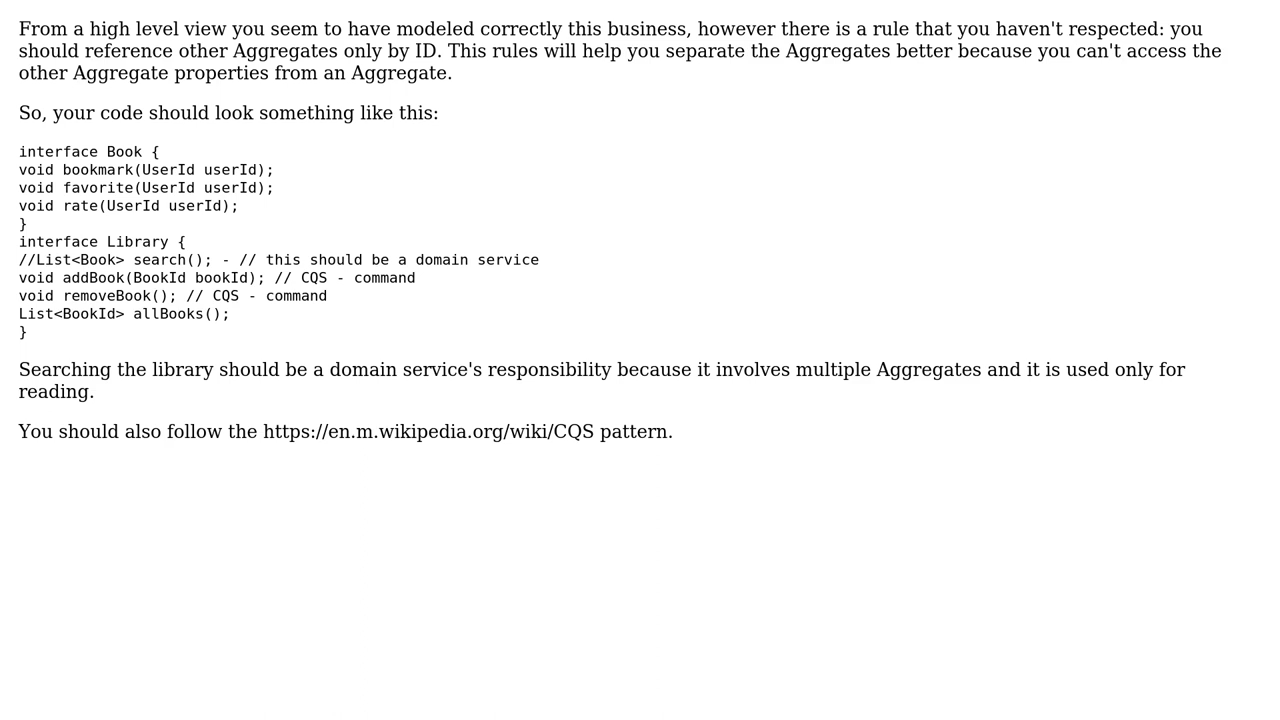 From a high level view you seem to have modeled correctly this business, however there is a rule that you haven't respected: you
should reference other Aggregates only by ID. This rules will help you separate the Aggregates better because you can't access the
other Aggregate properties from an Aggregate.
So, your code should look something like this:
interface Book {
void bookmark(UserId userId);
void favorite(UserId userId);
void rate(UserId userId);
}
interface Library {
//List<Book> search(); - // this should be a domain service
void addBook(BookId bookId); // CQS - command
void removeBook(); // CQS - command
List<BookId> allBooks();
}
Searching the library should be a domain service's responsibility because it involves multiple Aggregates and it is used only for
reading.
You should also follow the https://en.m.wikipedia.org/wiki/CQS pattern.